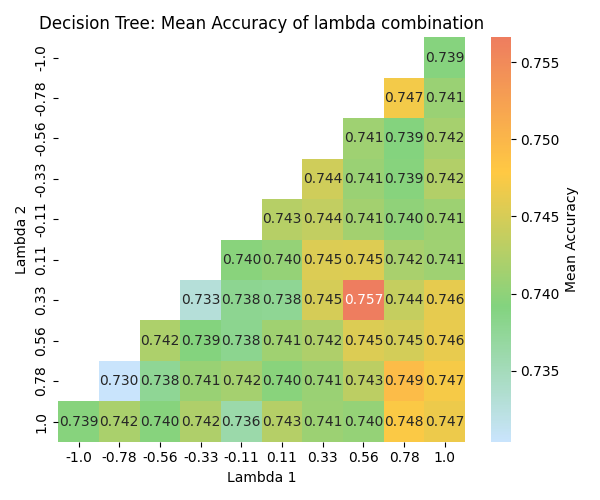 Decision Tree: Mean Accuracy of lambda combination
Lambda 2
-1.0 0.739
-0.78 0.747 0.741
-0.56 0.741 0.739 0.742
-0.33 0.744 0.741 0.739 0.742
-0.11 0.743 0.744 0.741 0.740 0.741
0.11 0.740 0.740 0.745 0.745 0.742 0.741
0.33 0.733 0.738 0.738 0.745 0.757 0.744 0.746
0.56 0.742 0.739 0.738 0.741 0.742 0.745 0.745 0.746
0.78 0.730 0.738 0.741 0.742 0.740 0.741 0.743 0.749 0.747
1.0 0.739 0.742 0.740 0.742 0.736 0.743 0.741 0.740 0.748 0.747
-1.0 -0.78 -0.56 -0.33 -0.11 0.11 0.33 0.56 0.78 1.0
Lambda 1
0.755
0.750
0.745
0.740
0.735
Mean Accuracy